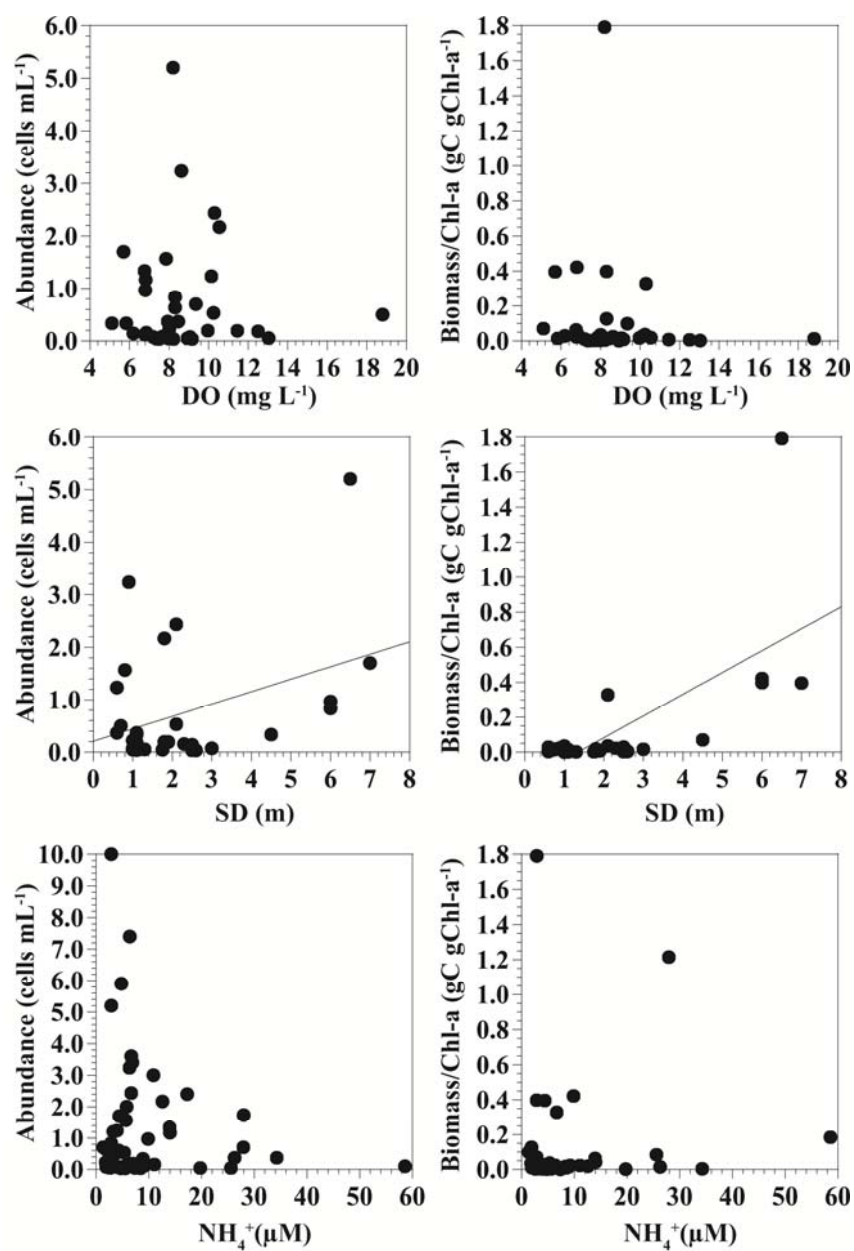 6.0 1.8
5.0 1.6
1.4
4.0 1.2
3.0 1.0
0.8
2.0 0.6
1.0 0.4
0.2
0.0 0.0
Abundance (cells mL⁻¹)
Biomass/Chl-a (gC gChl-a⁻¹)
4 6 8 10 12 14 16 18 20
4 6 8 10 12 14 16 18 20
DO (mg L⁻¹)
DO (mg L⁻¹)
6.0 1.8
5.0 1.6
1.4
4.0 1.2
3.0 1.0
0.8
2.0 0.6
1.0 0.4
0.2
0.0 0.0
Abundance (cells mL⁻¹)
Biomass/Chl-a (gC gChl-a⁻¹)
0 1 2 3 4 5 6 7 8
0 1 2 3 4 5 6 7 8
SD (m)
SD (m)
10.0 1.8
9.0 1.6
8.0 1.4
7.0 1.2
6.0 1.0
5.0
4.0 0.8
3.0 0.6
2.0 0.4
1.0 0.2
0.0 0.0
Abundance (cells mL⁻¹)
Biomass/Chl-a (gC gChl-a⁻¹)
0 10 20 30 40 50 60
0 10 20 30 40 50 60
NH₄⁺(µM)
NH₄⁺(µM)